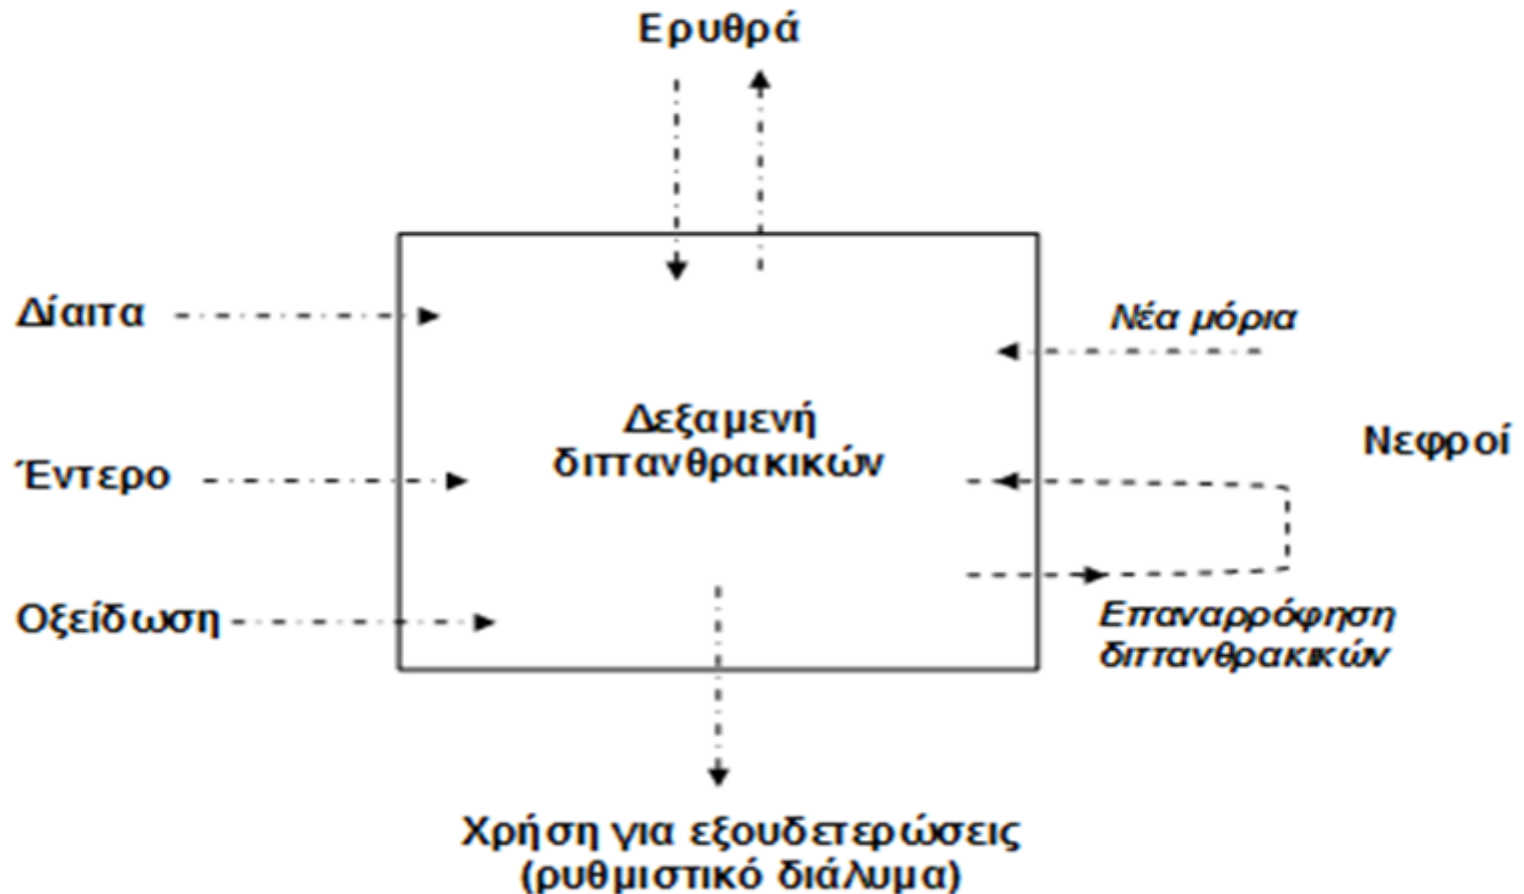 Ερυθρά
Δίαιτα
Νέα μόρια
Δεξαμενή
διττανθρακικών
Νεφροί
Έντερο
Οξείδωση
Επαναρρόφηση
διττανθρακικών
Χρήση για εξουδετερώσεις
(ρυθμιστικό διάλυμα)